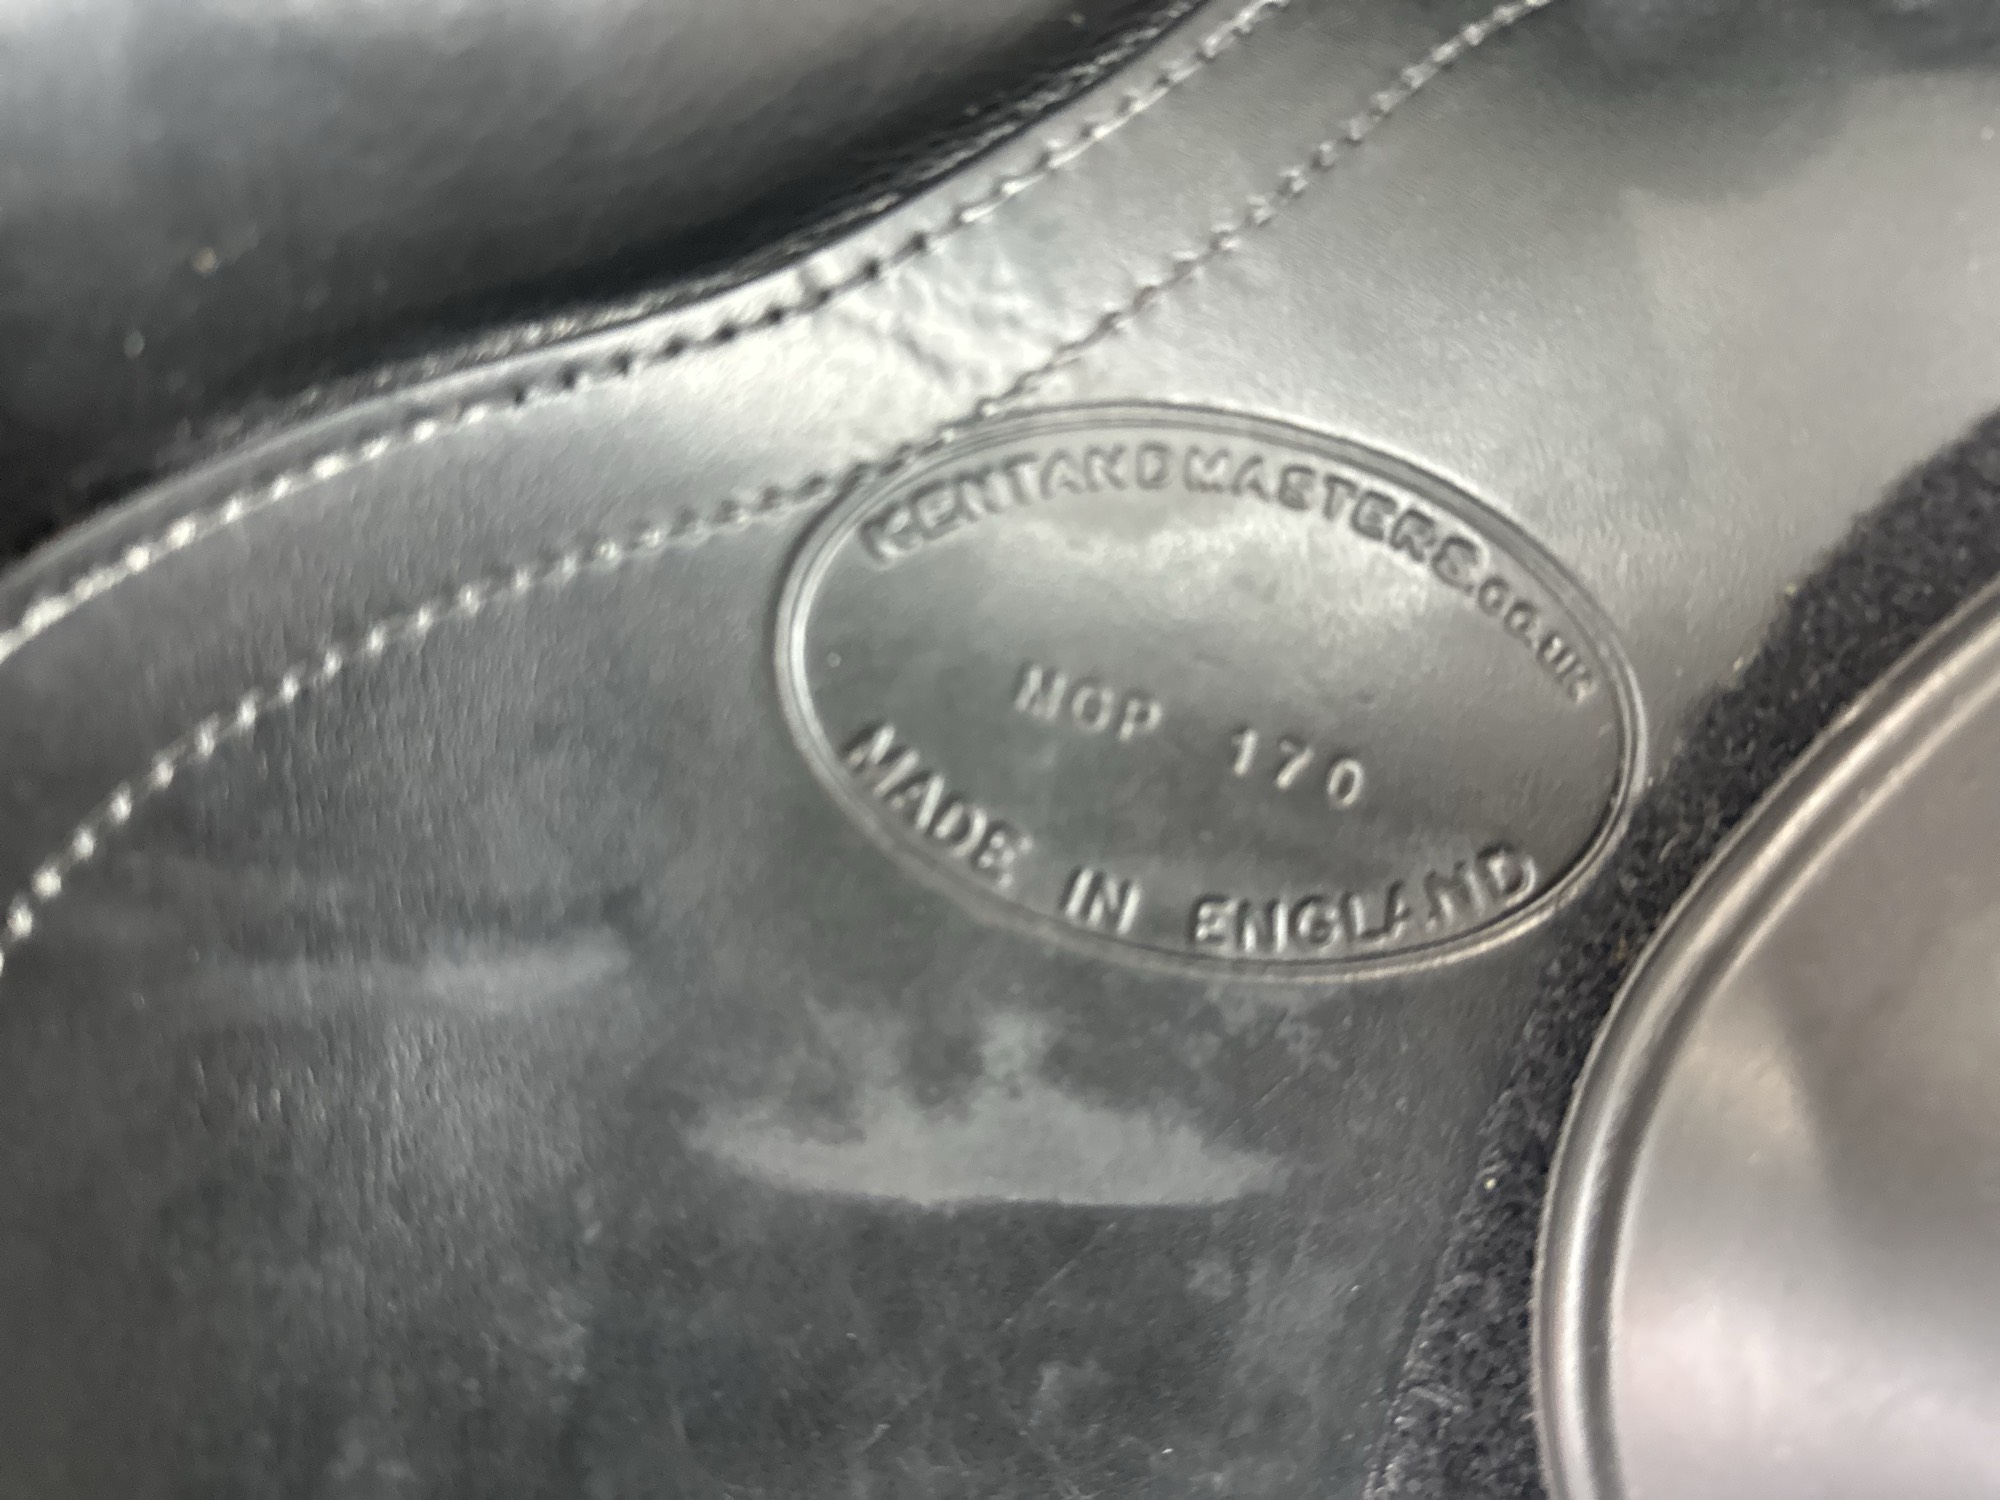 KENTANDMASTERS.CO.UK
MOP 170
MADE IN ENGLAND